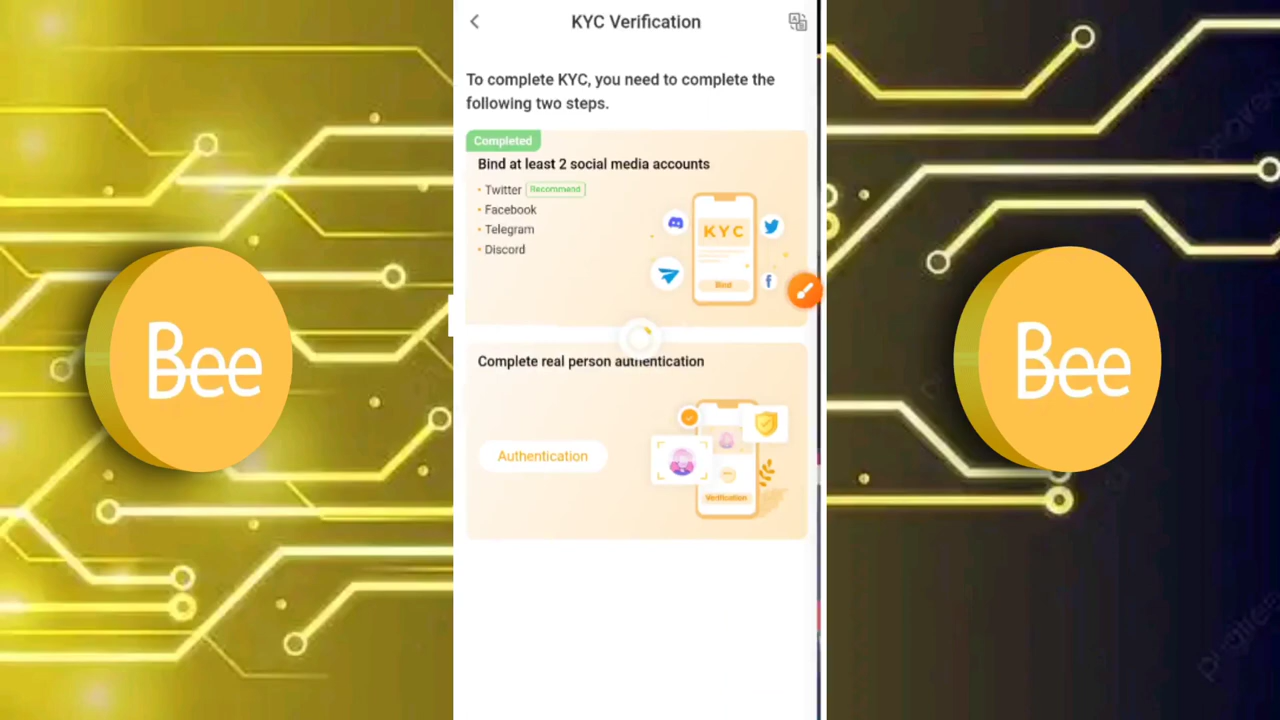 KYC Verification
To complete KYC, you need to complete the
following two steps.
Completed
Bind at least 2 social media accounts
• Twitter Recommend
• Facebook
• Telegram
• Discord
KYC
Bind
Complete real person authentication
Authentication
Verification
Bee
Bee